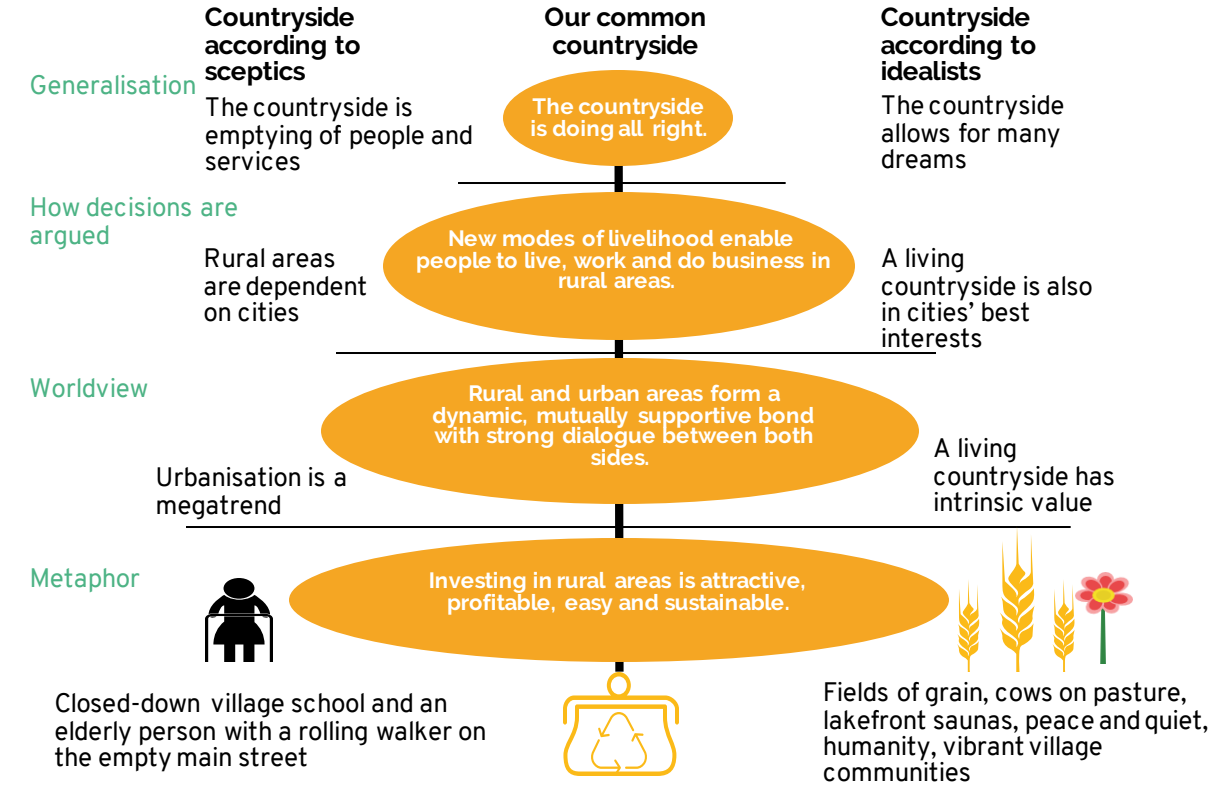 Countryside
according to
sceptics
Our common
countryside
Countryside
according to
idealists
Generalisation
The countryside is
emptying of people and
services
The countryside
is doing all right.
The countryside
allows for many
dreams
How decisions are
argued
Rural areas
are dependent
on cities
New modes of livelihood enable
people to live, work and do business in
rural areas.
A living
countryside is also
in cities’ best
interests
Worldview
Urbanisation is a
megatrend
Rural and urban areas form a
dynamic, mutually supportive bond
with strong dialogue between both
sides.
A living
countryside has
intrinsic value
Metaphor
Investing in rural areas is attractive,
profitable, easy and sustainable.
Closed-down village school and an
elderly person with a rolling walker on
the empty main street
Fields of grain, cows on pasture,
lakefront saunas, peace and quiet,
humanity, vibrant village
communities